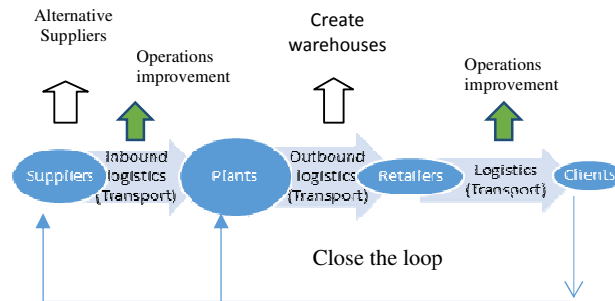 Alternative
Suppliers
Operations
improvement
Create
warehouses
Operations
improvement
Suppliers
Inbound
logistics
(Transport)
Plants
Outbound
logistics
(Transport)
Retailers
Logistics
(Transport)
Clients
Close the loop